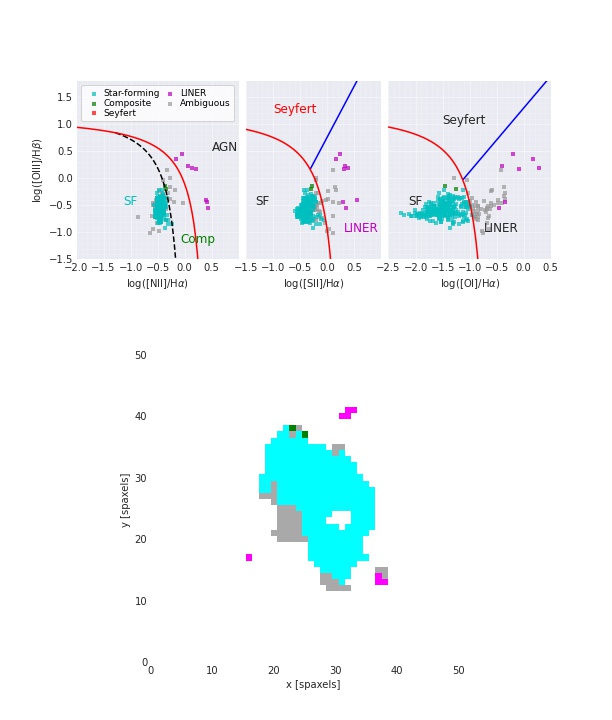 Star-forming
Composite
Seyfert
LINER
Ambiguous
log([OIII]/Hβ)
1.5
1.0
0.5
0.0
−0.5
−1.0
−1.5
AGN
SF
Comp
−2.0 −1.5 −1.0 −0.5 0.0 0.5
log([NII]/Hα)
Seyfert
SF
LINER
−1.5 −1.0 −0.5 0.0 0.5
log([SII]/Hα)
Seyfert
SF
LINER
−2.5 −2.0 −1.5 −1.0 −0.5 0.0 0.5
log([OI]/Hα)
y [spaxels]
50
40
30
20
10
0
0 10 20 30 40 50
x [spaxels]